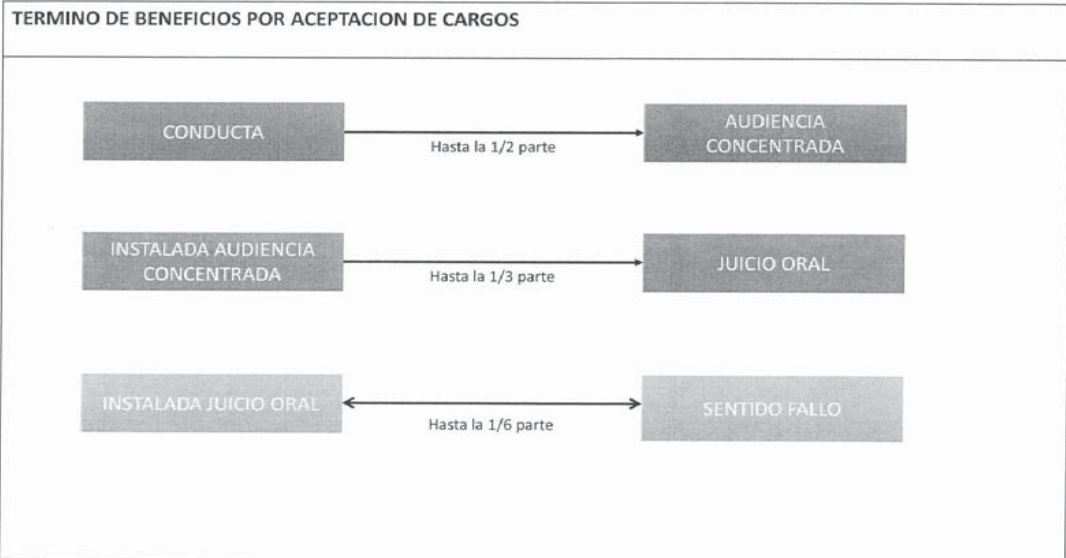 TERMINO DE BENEFICIOS POR ACEPTACION DE CARGOS
CONDUCTA
Hasta la 1/2 parte
AUDIENCIA
CONCENTRADA
INSTALADA AUDIENCIA
CONCENTRADA
Hasta la 1/3 parte
JUICIO ORAL
INSTALADA JUICIO ORAL
Hasta la 1/6 parte
SENTIDO FALLO